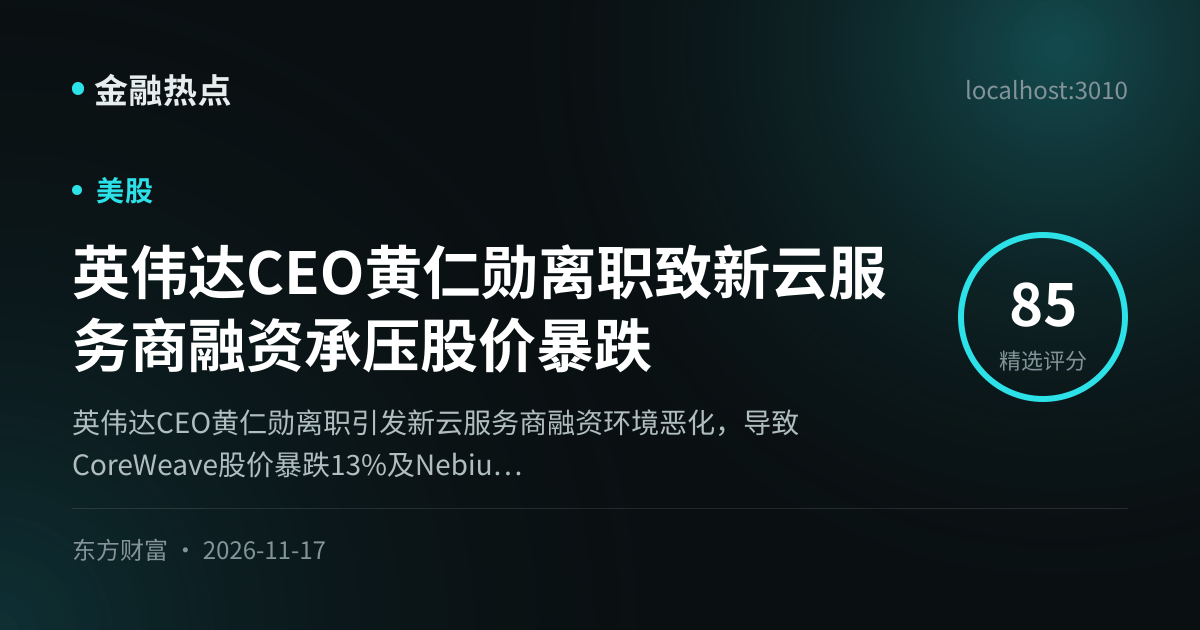 金融热点
localhost:3010
美股
英伟达CEO黄仁勋离职致新云服
务商融资承压股价暴跌
85
精选评分
英伟达CEO黄仁勋离职引发新云服务商融资环境恶化，导致
CoreWeave股价暴跌13%及Nebiu...
东方财富 · 2026-11-17